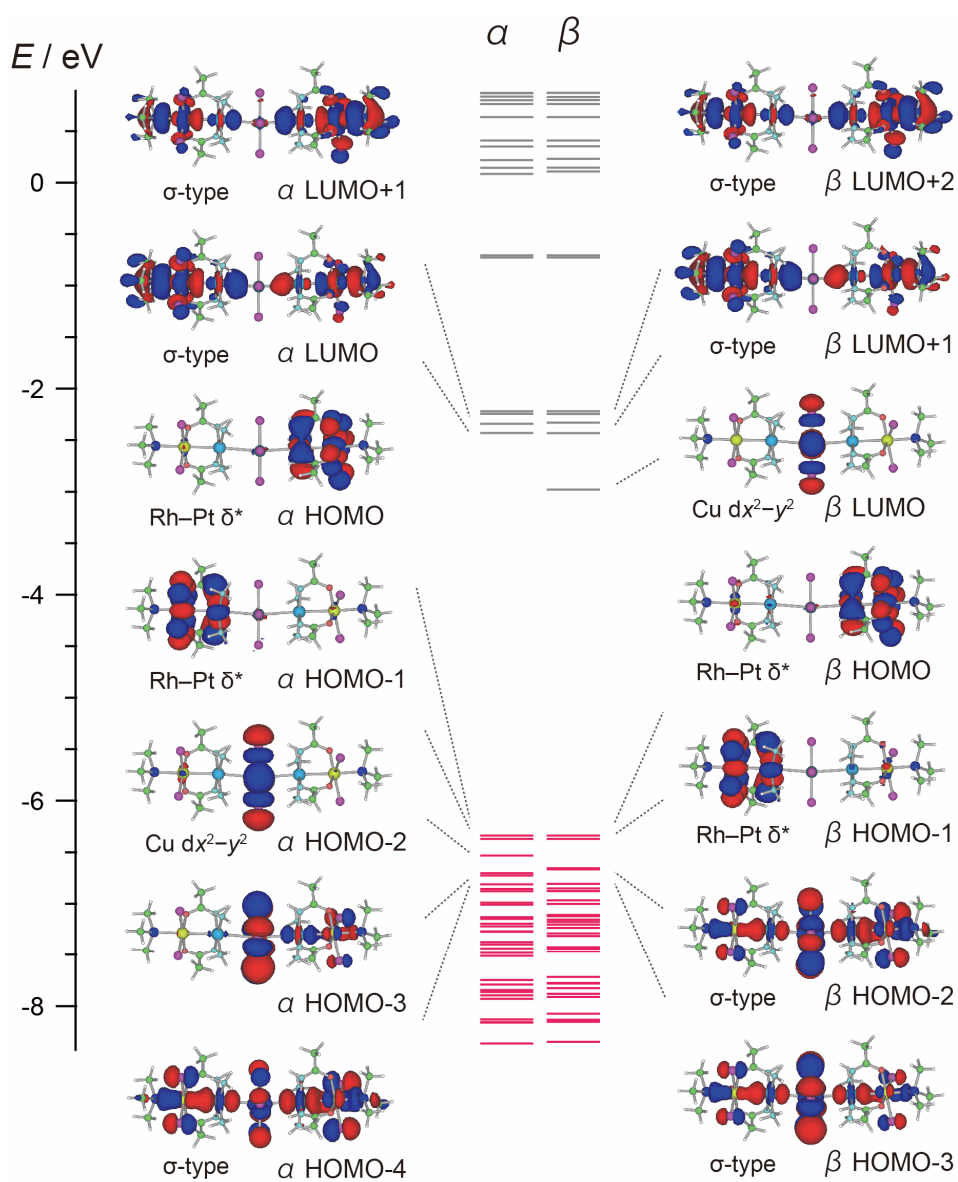 α β
E / eV
σ-type α LUMO+1
σ-type β LUMO+2
0
σ-type α LUMO
σ-type β LUMO+1
-2
Rh–Pt δ* α HOMO
Cu dx²−y² β LUMO
-4
Rh–Pt δ* α HOMO-1
Rh–Pt δ* β HOMO
-6
Cu dx²−y² α HOMO-2
Rh–Pt δ* β HOMO-1
α HOMO-3
σ-type β HOMO-2
-8
σ-type α HOMO-4
σ-type β HOMO-3